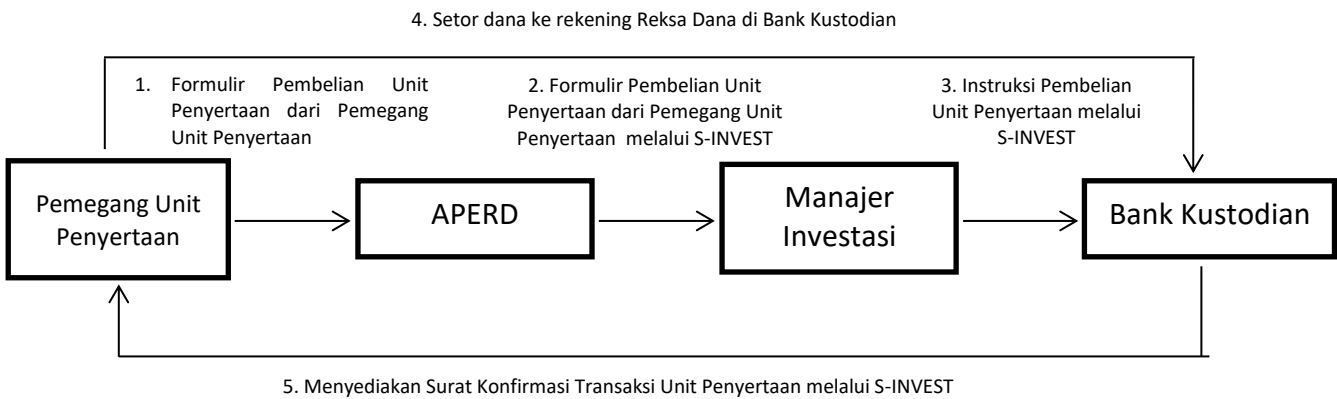 4. Setor dana ke rekening Reksa Dana di Bank Kustodian
1. Formulir Pembelian Unit
Penyertaan dari Pemegang
Unit Penyertaan
2. Formulir Pembelian Unit
Penyertaan dari Pemegang Unit
Penyertaan melalui S-INVEST
3. Instruksi Pembelian
Unit Penyertaan melalui
S-INVEST
Pemegang Unit
Penyertaan
APERD
Manajer
Investasi
Bank Kustodian
5. Menyediakan Surat Konfirmasi Transaksi Unit Penyertaan melalui S-INVEST